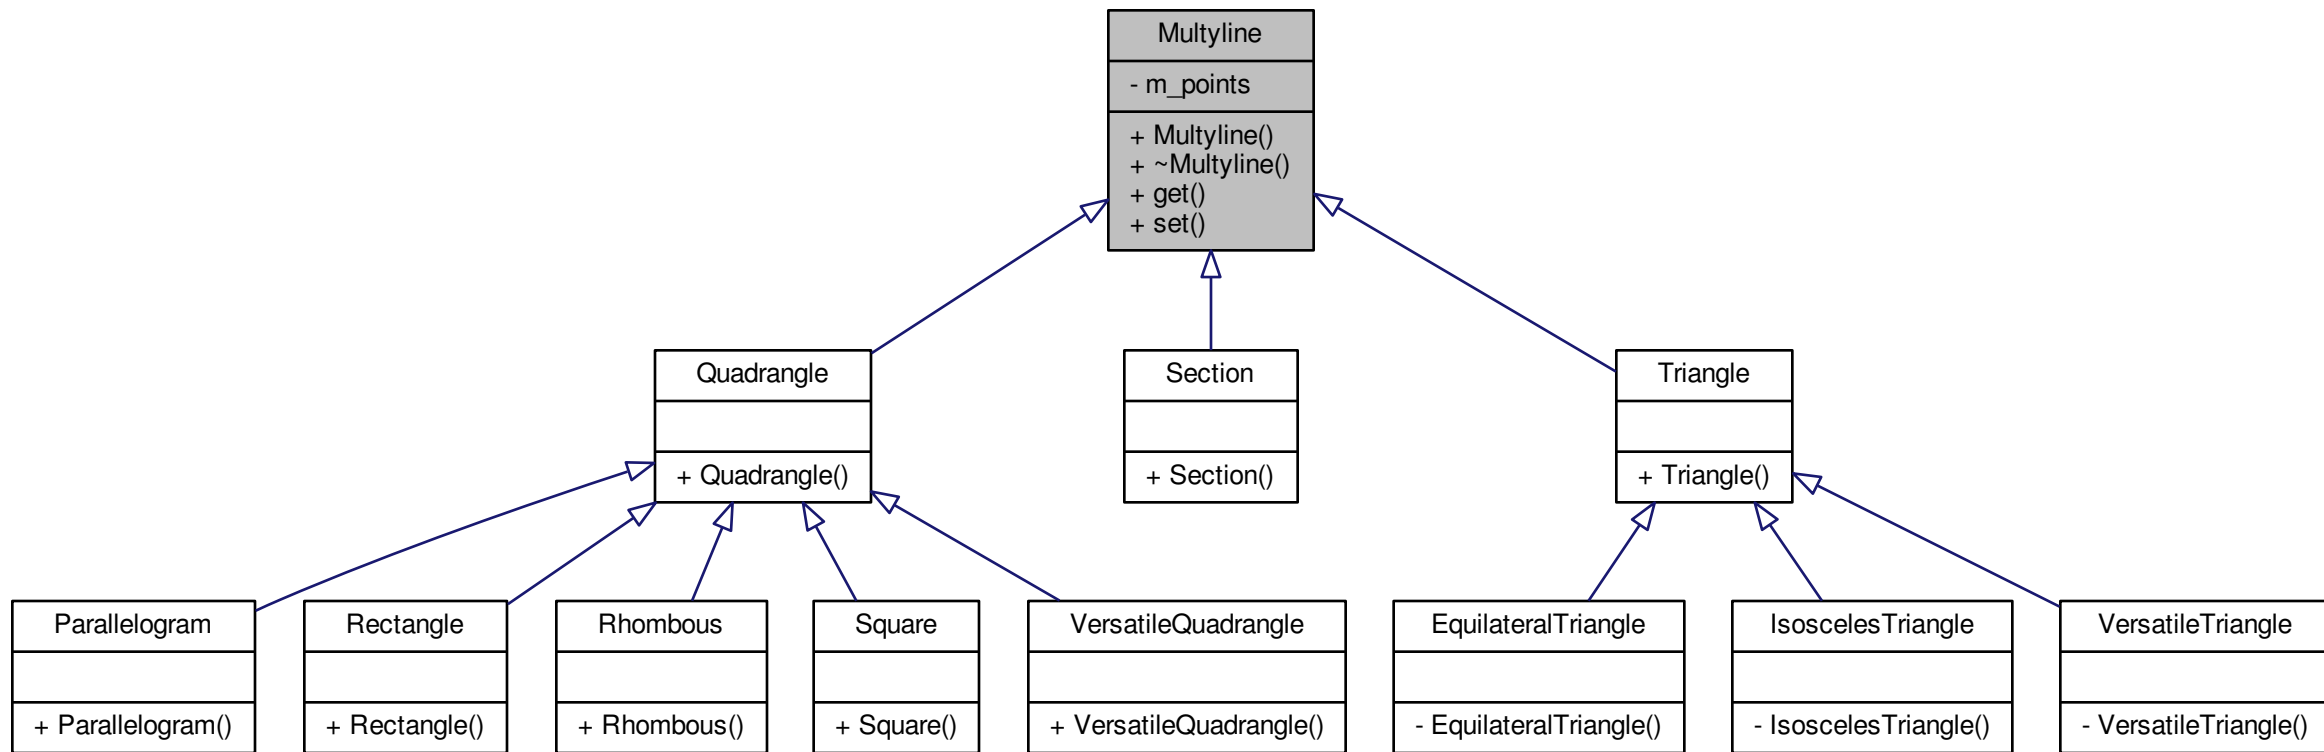 Multyline
- m_points
+ Multyline()
+ ~Multyline()
+ get()
+ set()
Quadrangle
+ Quadrangle()
Section
+ Section()
Triangle
+ Triangle()
Parallelogram
+ Parallelogram()
Rectangle
+ Rectangle()
Rhombous
+ Rhombous()
Square
+ Square()
VersatileQuadrangle
+ VersatileQuadrangle()
EquilateralTriangle
- EquilateralTriangle()
IsoscelesTriangle
- IsoscelesTriangle()
VersatileTriangle
- VersatileTriangle()